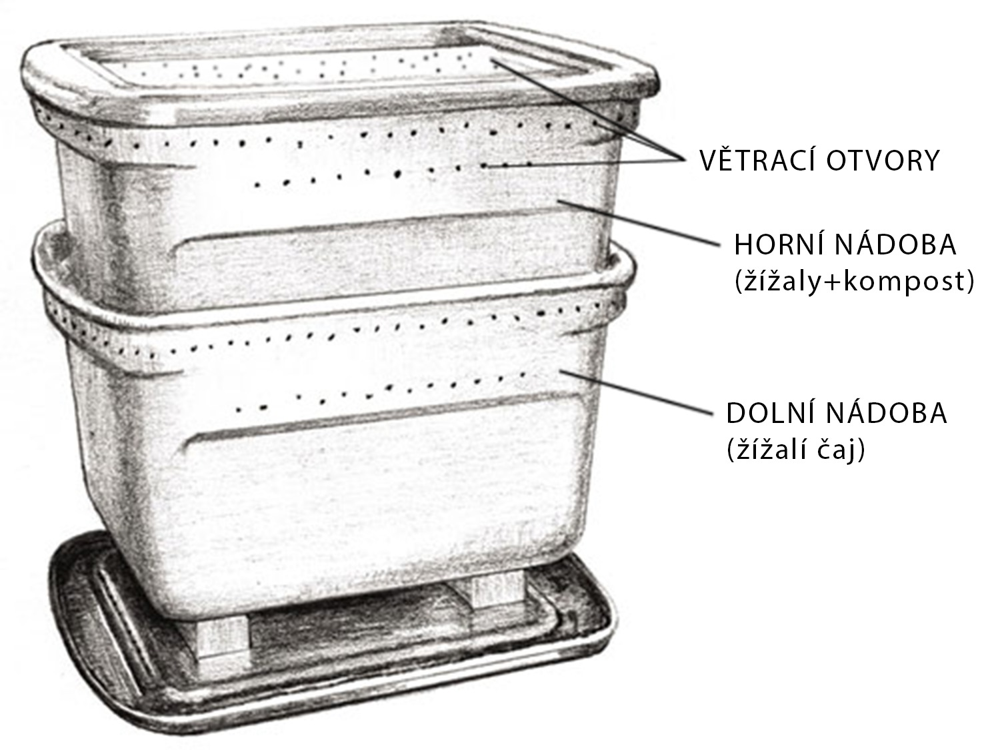 VĚTRACÍ OTVORY
HORNÍ NÁDOBA
(žížaly+kompost)
DOLNÍ NÁDOBA
(žížalí čaj)